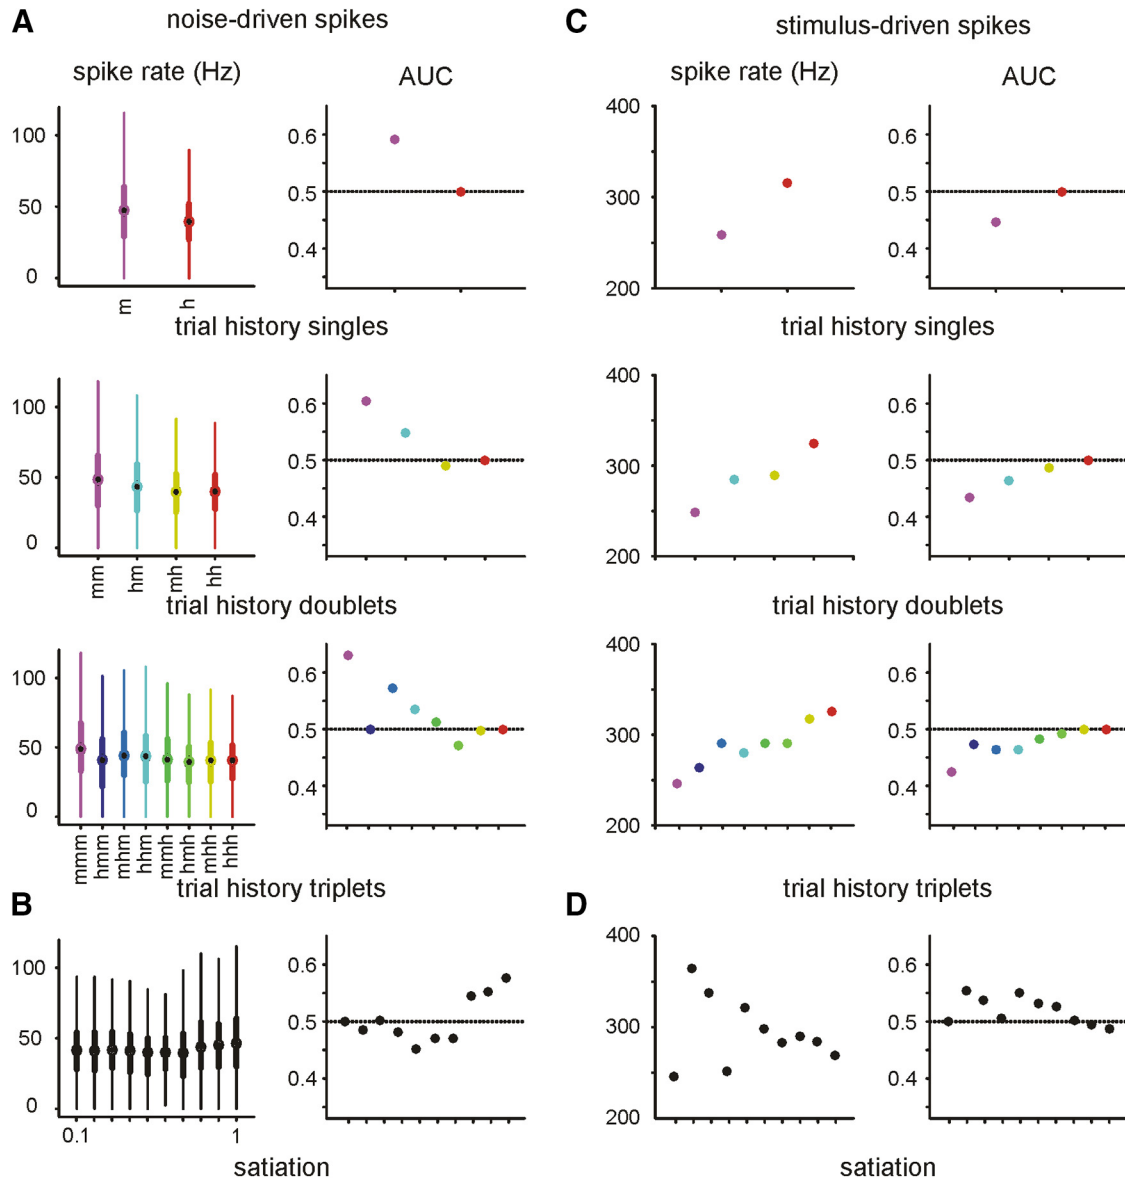 A
noise-driven spikes
spike rate (Hz)
AUC
100
50
0
m
h
0.6
0.5
0.4
trial history singles
100
50
0
mm
hm
mh
hh
0.6
0.5
0.4
trial history doublets
100
50
0
mmm
hmm
mhm
hhm
mmh
hmh
mhh
hhh
0.6
0.5
0.4
trial history triplets
B
100
50
0
0.1
1
0.6
0.5
0.4
satiation
C
stimulus-driven spikes
spike rate (Hz)
AUC
400
300
200
0.6
0.5
0.4
trial history singles
400
300
200
0.6
0.5
0.4
trial history doublets
400
300
200
0.6
0.5
0.4
trial history triplets
D
400
300
200
0.6
0.5
0.4
satiation